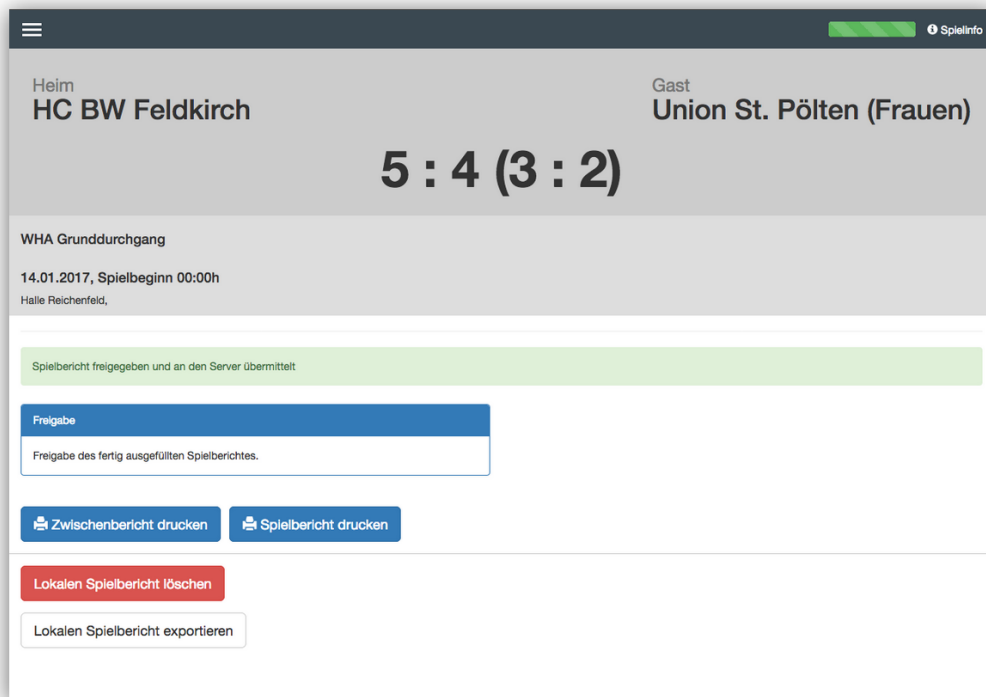 Spielinfo
Heim
HC BW Feldkirch
Gast
Union St. Pölten (Frauen)
5 : 4 (3 : 2)
WHA Grunddurchgang
14.01.2017, Spielbeginn 00:00h
Halle Reichenfeld,
Spielbericht freigegeben und an den Server übermittelt
Freigabe
Freigabe des fertig ausgefüllten Spielberichtes.
Zwischenbericht drucken
Spielbericht drucken
Lokalen Spielbericht löschen
Lokalen Spielbericht exportieren